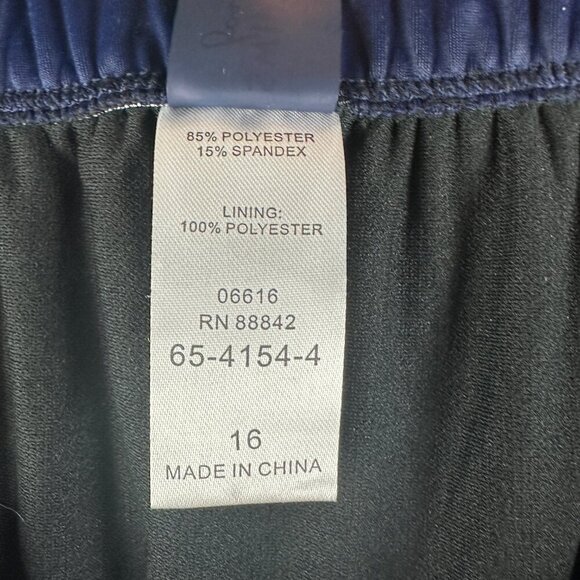 85% POLYESTER
15% SPANDEX
LINING:
100% POLYESTER
06616
RN 88842
65-4154-4
16
MADE IN CHINA